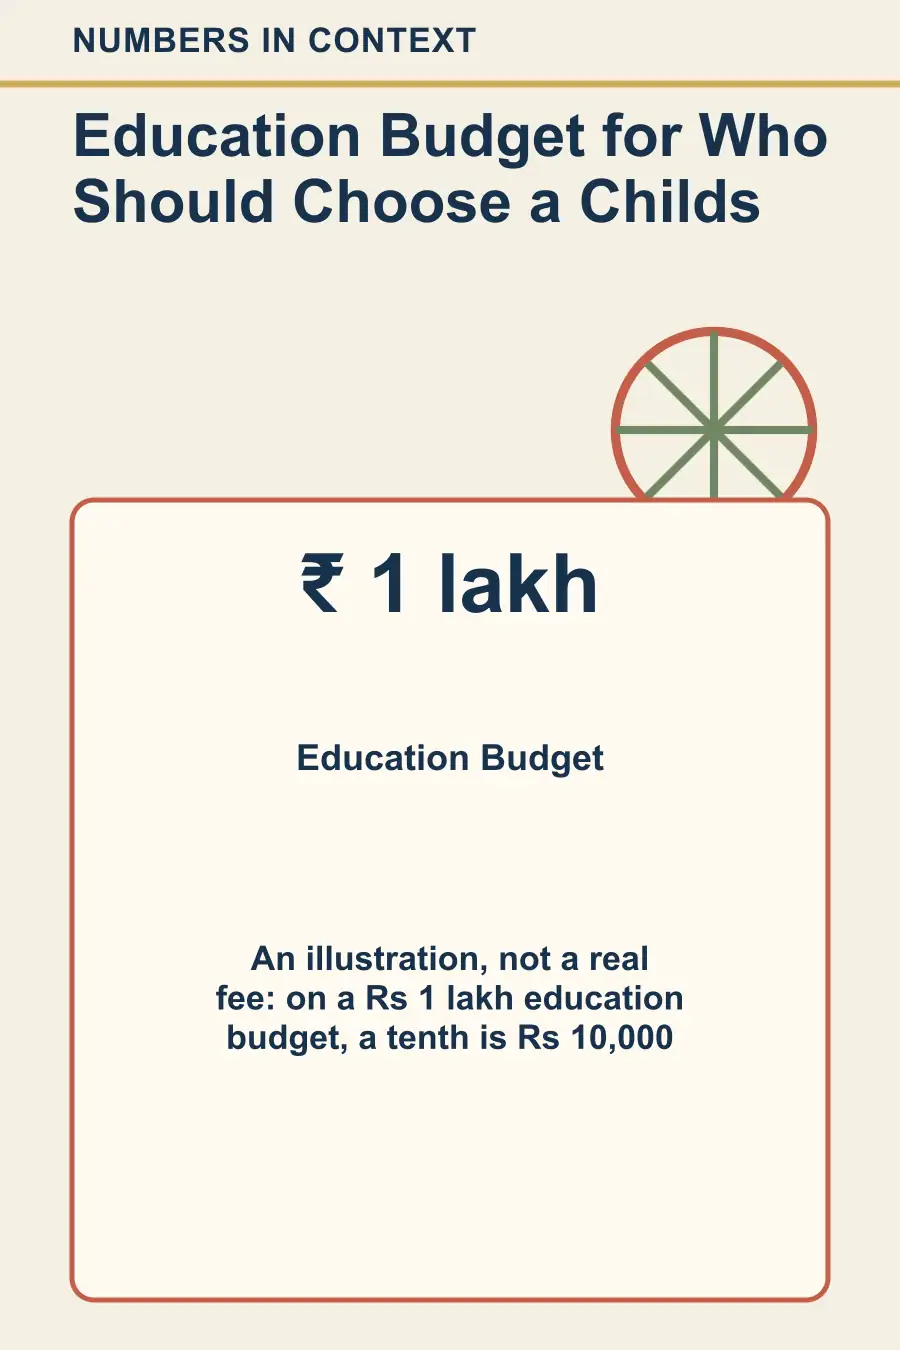 NUMBERS IN CONTEXT
Education Budget for Who
Should Choose a Childs
₹ 1 lakh
Education Budget
An illustration, not a real
fee: on a Rs 1 lakh education
budget, a tenth is Rs 10,000